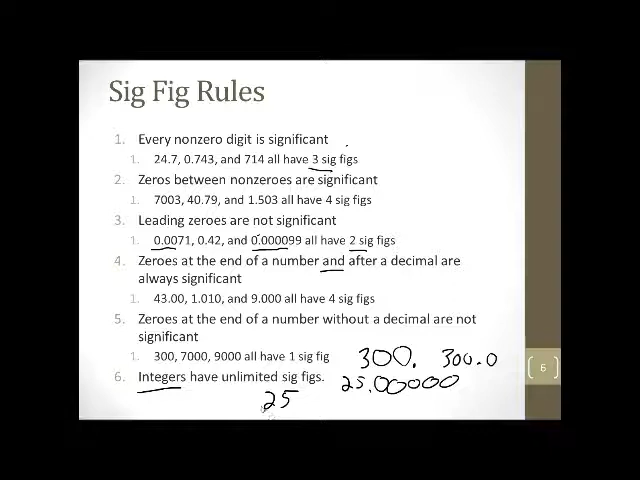 Sig Fig Rules
1. Every nonzero digit is significant
1. 24.7, 0.743, and 714 all have 3 sig figs
2. Zeros between nonzeroes are significant
1. 7003, 40.79, and 1.503 all have 4 sig figs
3. Leading zeroes are not significant
1. 0.0071, 0.42, and 0.000099 all have 2 sig figs
4. Zeroes at the end of a number and after a decimal are
always significant
1. 43.00, 1.010, and 9.000 all have 4 sig figs
5. Zeroes at the end of a number without a decimal are not
significant
1. 300, 7000, 9000 all have 1 sig fig
300. 300.0
6
6. Integers have unlimited sig figs.
25.00000
25